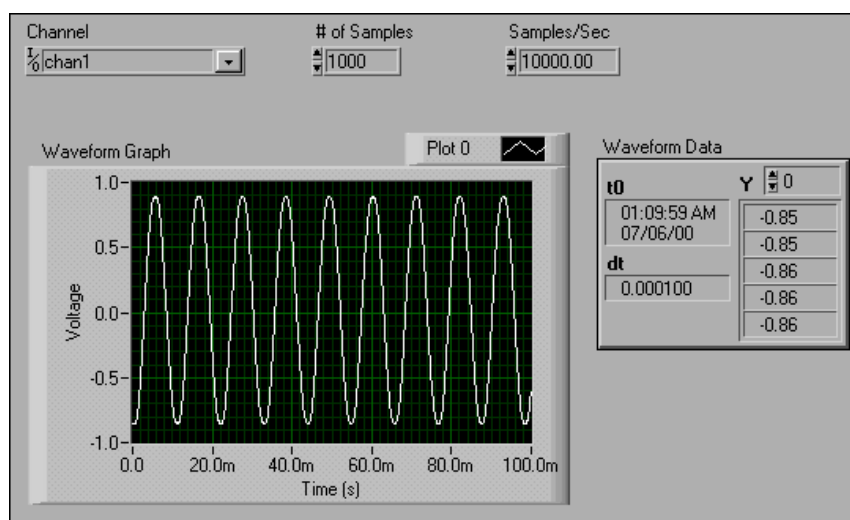 Channel
# of Samples
Samples/Sec
I/O chan1
1000
10000.00
Waveform Graph
Plot 0
1.0
0.5
0.0
-0.5
-1.0
Voltage
0.0 20.0m 40.0m 60.0m 80.0m 100.0m
Time (s)
Waveform Data
t0
01:09:59 AM
07/06/00
dt
0.000100
Y 0
-0.85
-0.85
-0.86
-0.86
-0.86